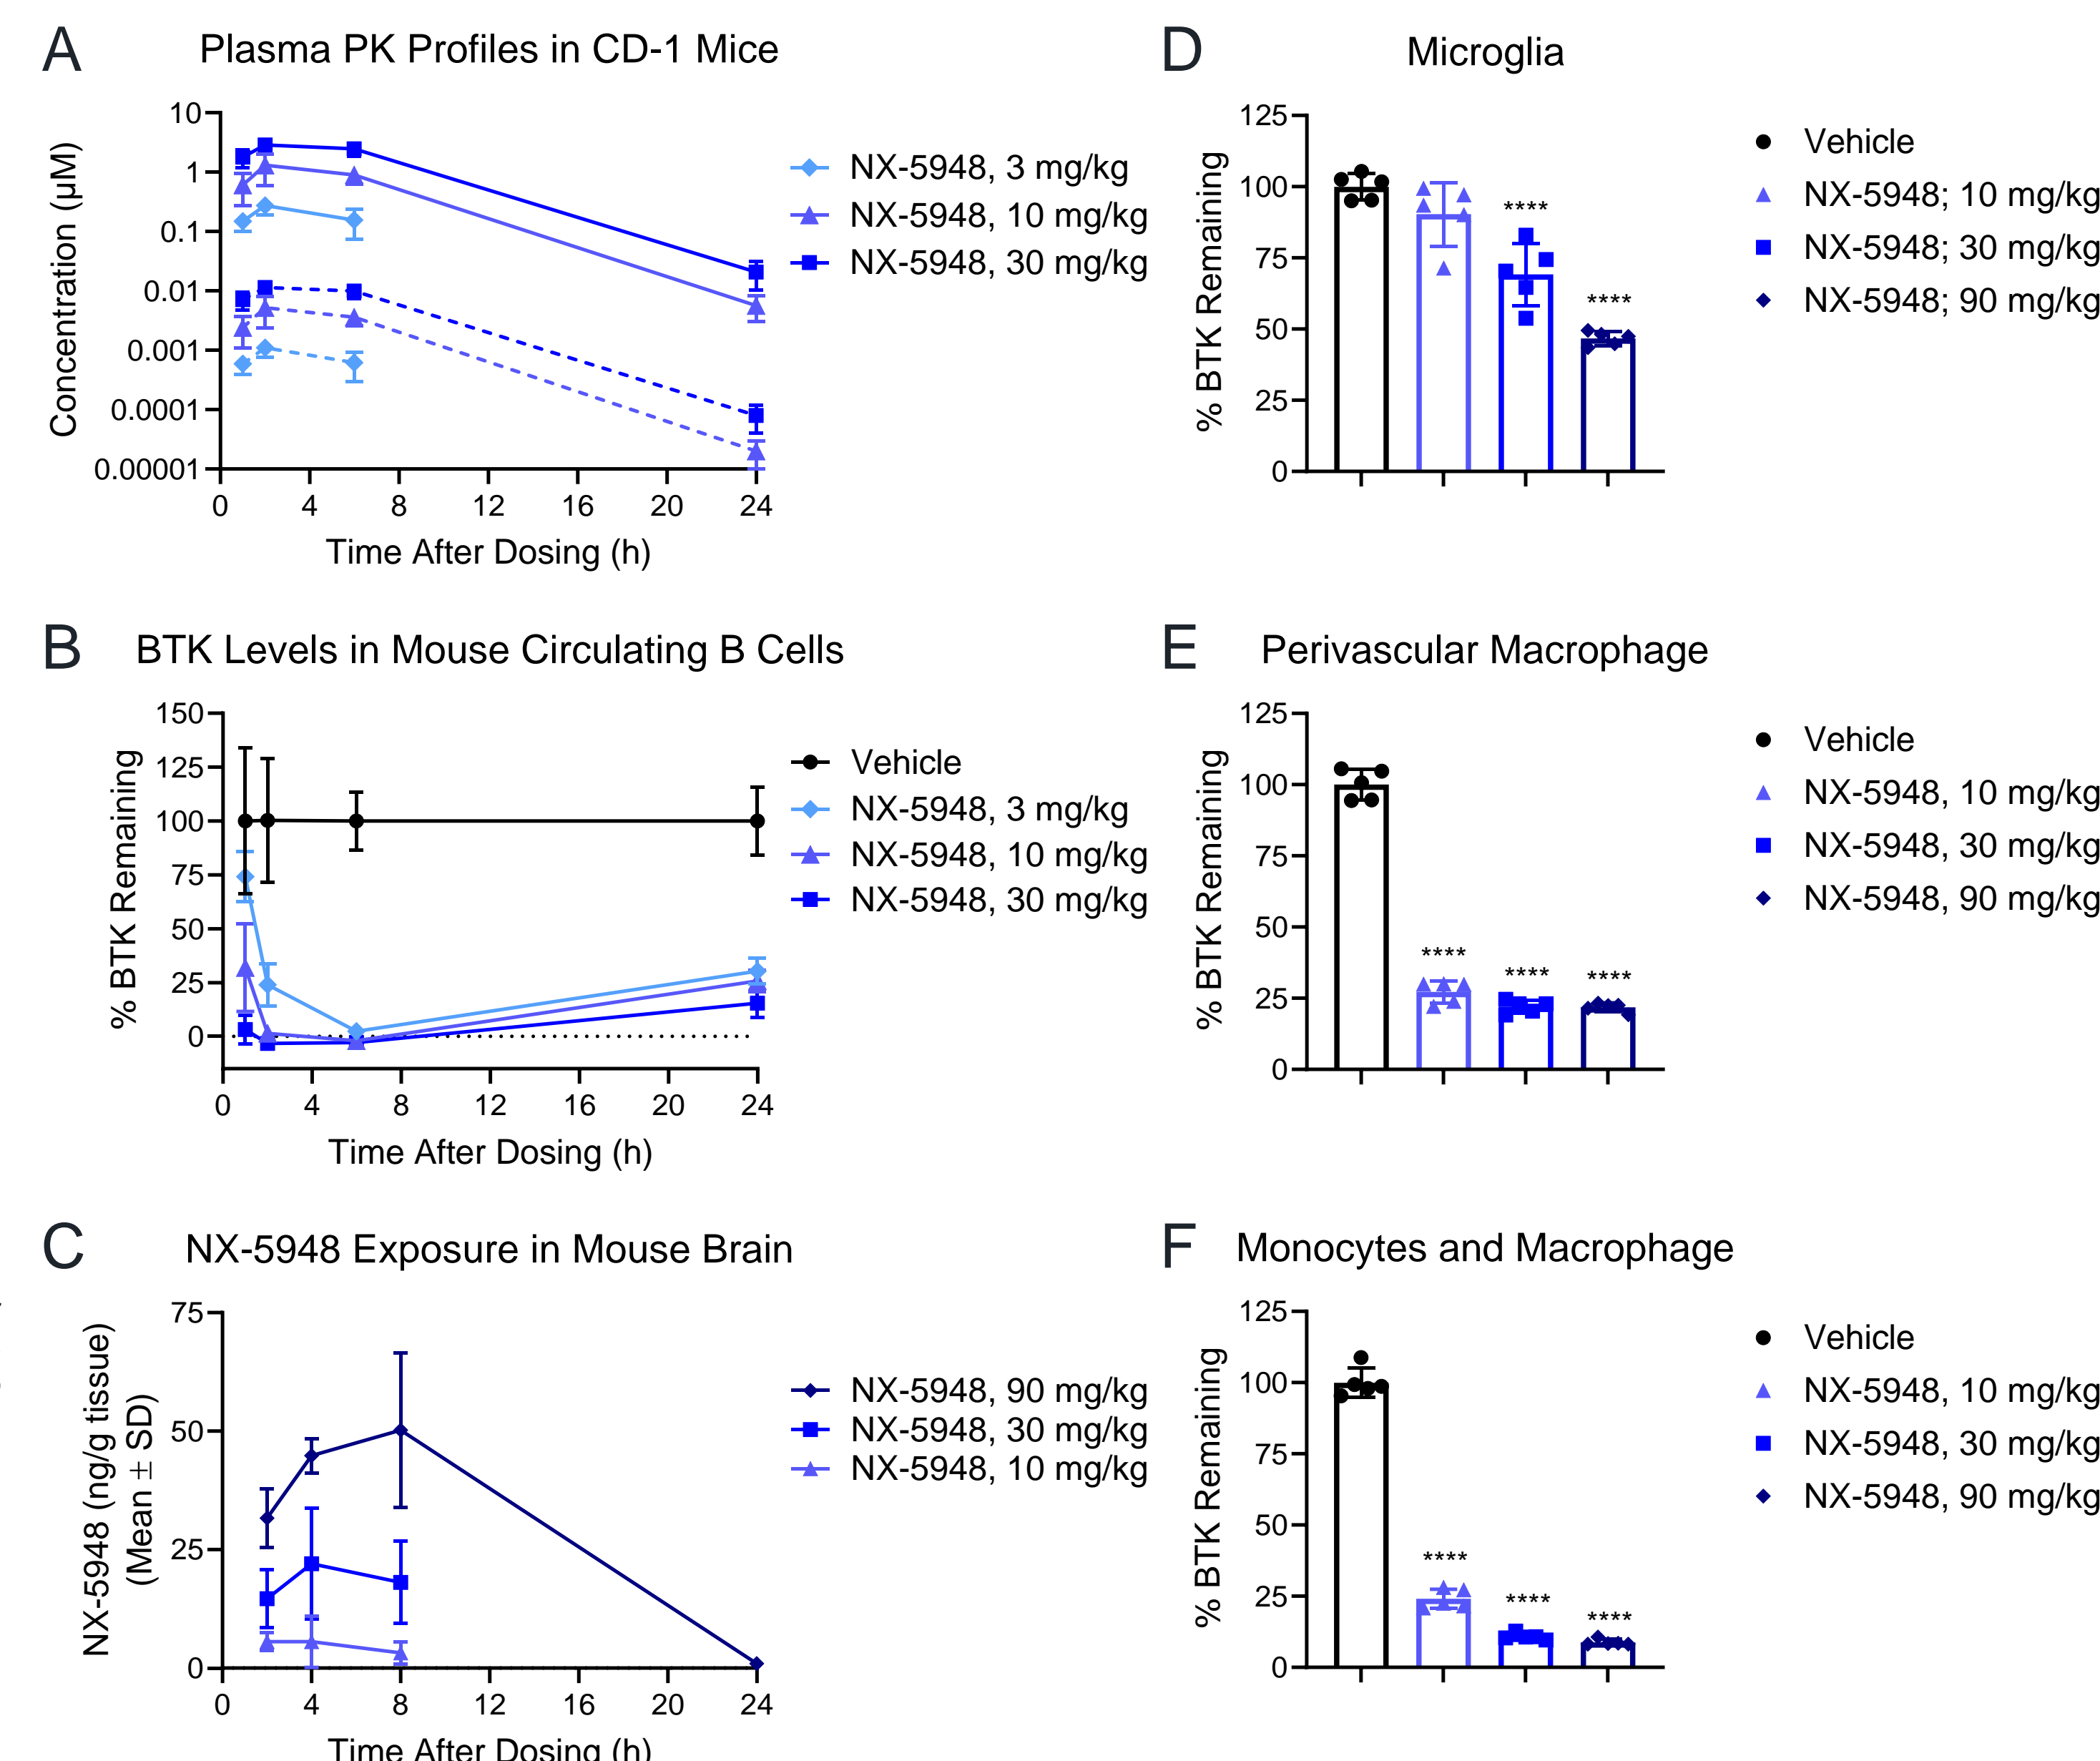 A
Plasma PK Profiles in CD-1 Mice
Concentration (µM)
10
1
0.1
0.01
0.001
0.0001
0.00001
0 4 8 12 16 20 24
Time After Dosing (h)
NX-5948, 3 mg/kg
NX-5948, 10 mg/kg
NX-5948, 30 mg/kg
B
BTK Levels in Mouse Circulating B Cells
% BTK Remaining
150
125
100
75
50
25
0
0 4 8 12 16 20 24
Time After Dosing (h)
Vehicle
NX-5948, 3 mg/kg
NX-5948, 10 mg/kg
NX-5948, 30 mg/kg
C
NX-5948 Exposure in Mouse Brain
NX-5948 (ng/g tissue)
(Mean ± SD)
75
50
25
0
0 4 8 12 16 20 24
Time After Dosing (h)
NX-5948, 90 mg/kg
NX-5948, 30 mg/kg
NX-5948, 10 mg/kg
D
Microglia
% BTK Remaining
125
100
75
50
25
0
****
****
Vehicle
NX-5948; 10 mg/kg
NX-5948; 30 mg/kg
NX-5948; 90 mg/kg
E
Perivascular Macrophage
% BTK Remaining
125
100
75
50
25
0
**** **** ****
Vehicle
NX-5948, 10 mg/kg
NX-5948, 30 mg/kg
NX-5948, 90 mg/kg
F
Monocytes and Macrophage
% BTK Remaining
125
100
75
50
25
0
**** **** ****
Vehicle
NX-5948, 10 mg/kg
NX-5948, 30 mg/kg
NX-5948, 90 mg/kg